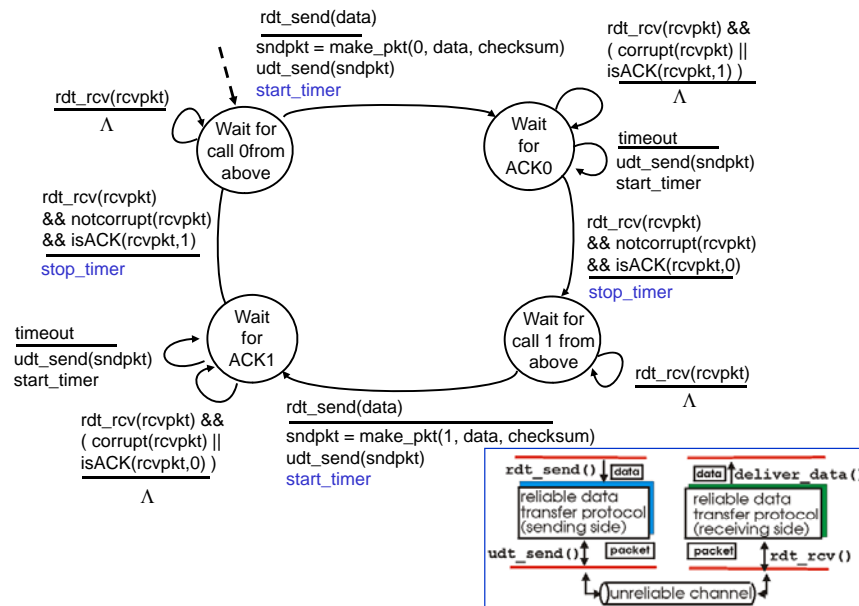 rdt_send(data)
sndpkt = make_pkt(0, data, checksum)
udt_send(sndpkt)
start_timer
rdt_rcv(rcvpkt) &&
( corrupt(rcvpkt) ||
isACK(rcvpkt,1) )
Λ
rdt_rcv(rcvpkt)
Λ
Wait for
call 0from
above
Wait
for
ACK0
timeout
udt_send(sndpkt)
start_timer
rdt_rcv(rcvpkt)
&& notcorrupt(rcvpkt)
&& isACK(rcvpkt,1)
stop_timer
rdt_rcv(rcvpkt)
&& notcorrupt(rcvpkt)
&& isACK(rcvpkt,0)
stop_timer
Wait
for
ACK1
Wait for
call 1 from
above
timeout
udt_send(sndpkt)
start_timer
rdt_rcv(rcvpkt)
Λ
rdt_rcv(rcvpkt) &&
( corrupt(rcvpkt) ||
isACK(rcvpkt,0) )
Λ
rdt_send(data)
sndpkt = make_pkt(1, data, checksum)
udt_send(sndpkt)
start_timer
rdt_send()
data
data
deliver_data()
reliable data
transfer protocol
(sending side)
reliable data
transfer protocol
(receiving side)
udt_send()
packet
packet
rdt_rcv()
unreliable channel